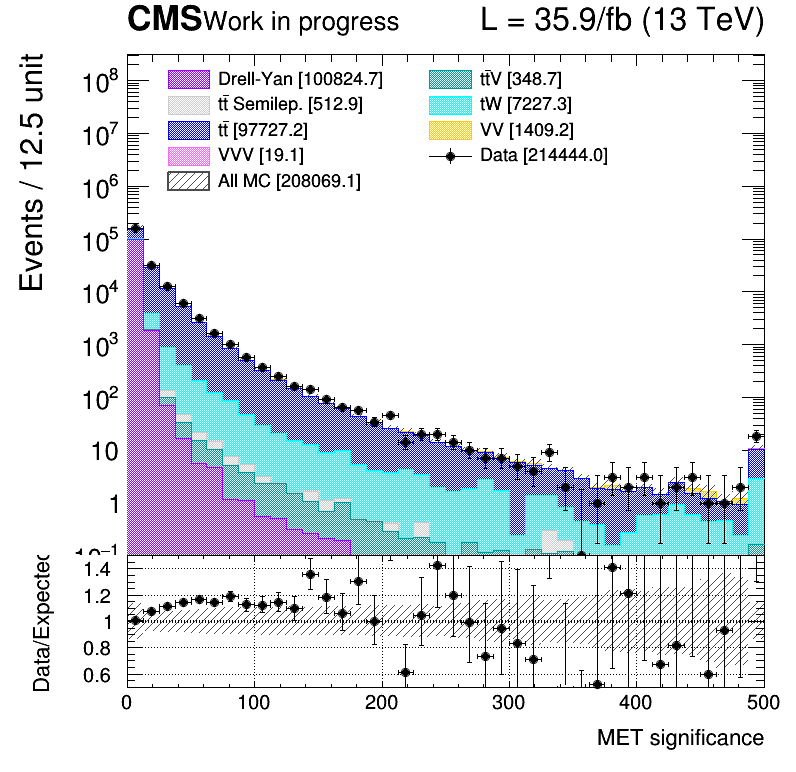 CMS Work in progress L = 35.9/fb (13 TeV)
Events / 12.5 unit
Drell-Yan [100824.7] tt̄V [348.7]
tt̄ Semilep. [512.9] tW [7227.3]
tt̄ [97727.2] VV [1409.2]
VVV [19.1] Data [214444.0]
All MC [208069.1]
10⁸
10⁷
10⁶
10⁵
10⁴
10³
10²
10
1
10⁻¹
Data/Expected
1.4
1.2
1
0.8
0.6
0 100 200 300 400 500
MET significance